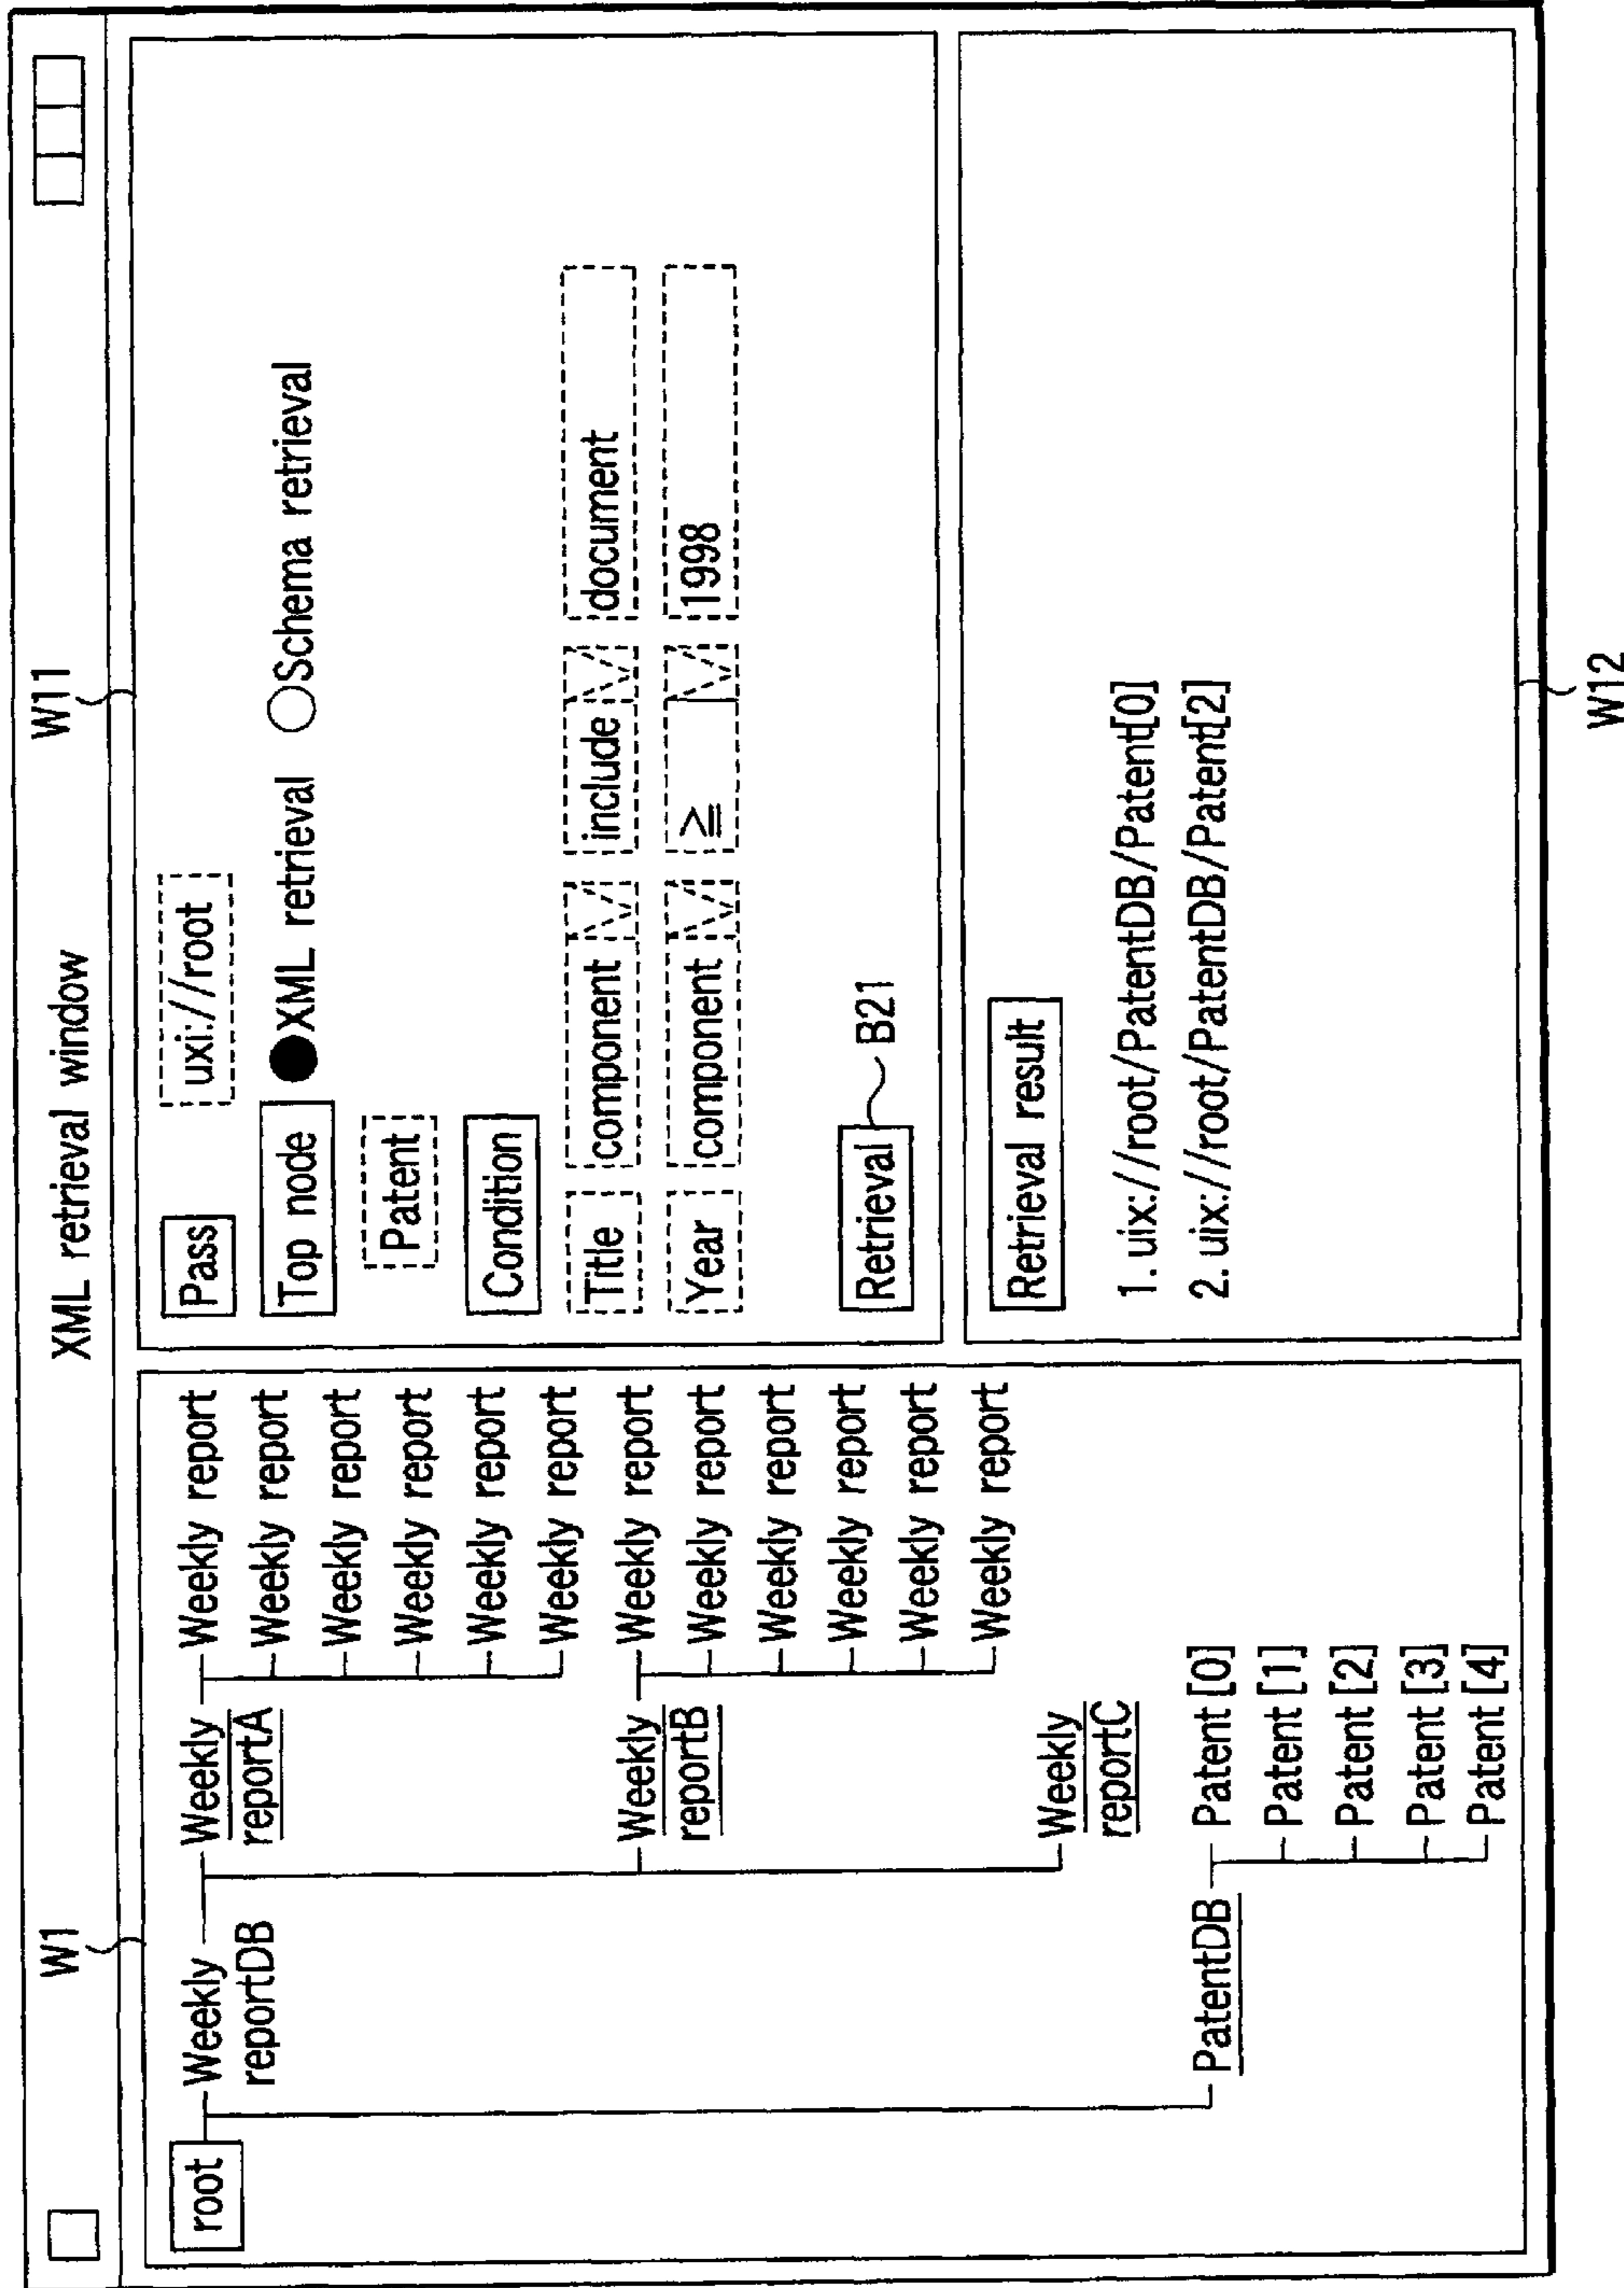 XML retrieval window
W1
W11
root
Weekly
reportDB
Weekly
reportA
Weekly report
Weekly report
Weekly report
Weekly report
Weekly report
Weekly report
Weekly
reportB
Weekly report
Weekly report
Weekly report
Weekly report
Weekly report
Weekly report
Weekly
reportC
PatentDB
Patent [0]
Patent [1]
Patent [2]
Patent [3]
Patent [4]
Pass uxi://root
Top node ●XML retrieval ○Schema retrieval
Patent
Condition
Title component include document
Year component ≧ 1998
Retrieval B21
Retrieval result
1. uix://root/PatentDB/Patent[0]
2. uix://root/PatentDB/Patent[2]
W12